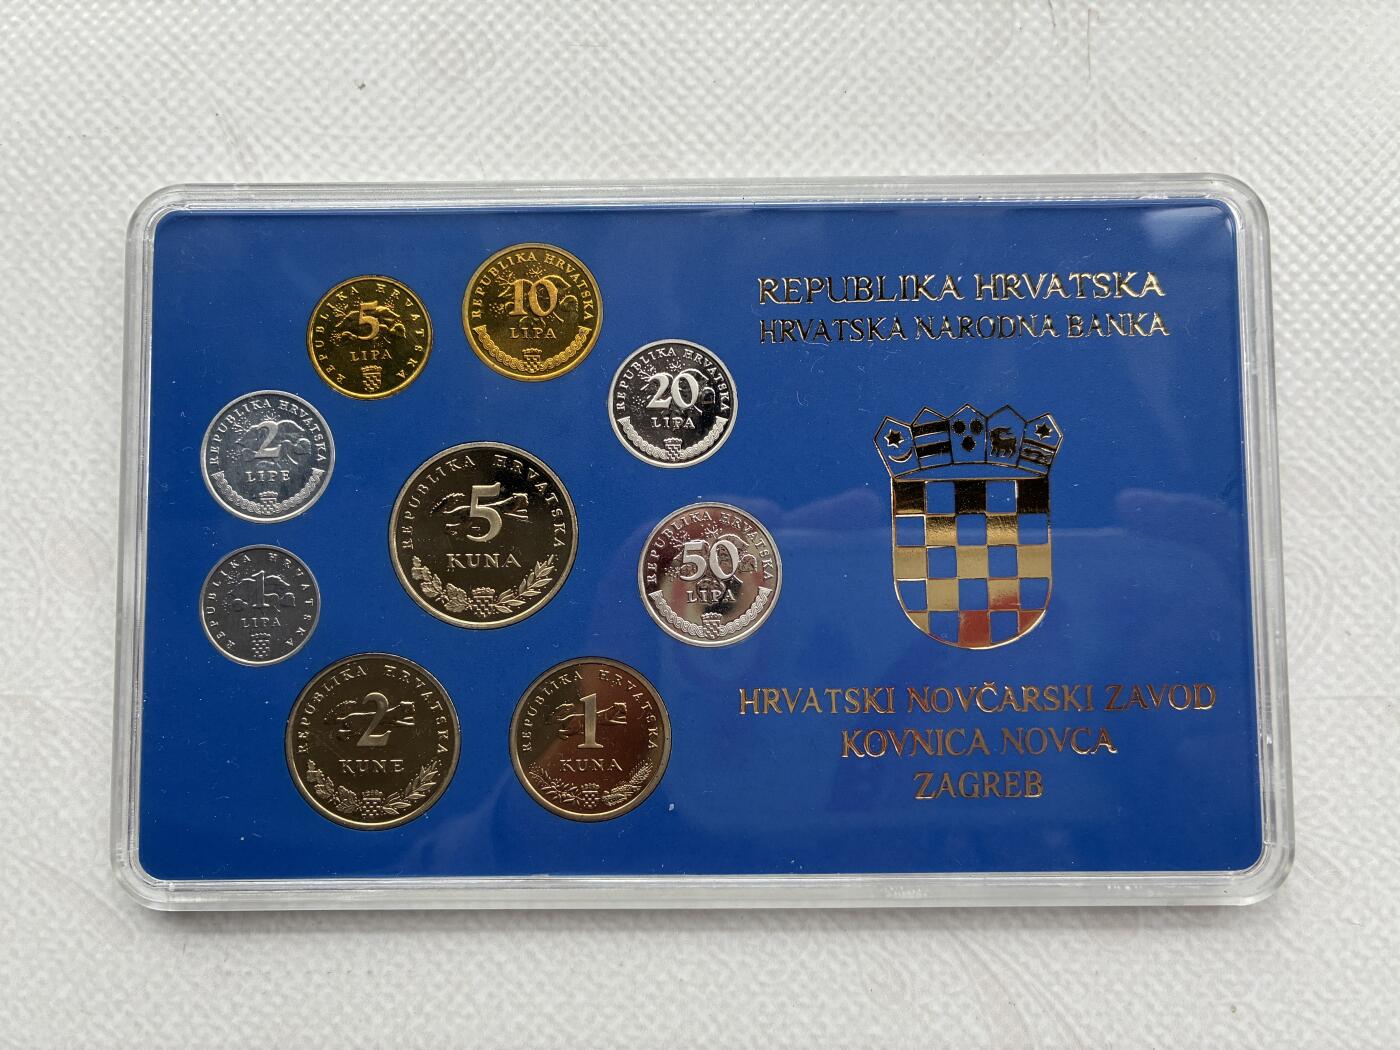 REPUBLIKA HRVATSKA
HRVATSKA NARODNA BANKA
HRVATSKI NOVČARSKI ZAVOD
KOVNICA NOVCA
ZAGREB
REPUBLIKA HRVATSKA
5
LIPA
REPUBLIKA HRVATSKA
10
LIPA
REPUBLIKA HRVATSKA
20
LIPA
REPUBLIKA HRVATSKA
2
LIPE
REPUBLIKA HRVATSKA
5
KUNA
REPUBLIKA HRVATSKA
50
LIPA
REPUBLIKA HRVATSKA
1
LIPA
REPUBLIKA HRVATSKA
2
KUNE
REPUBLIKA HRVATSKA
1
KUNA